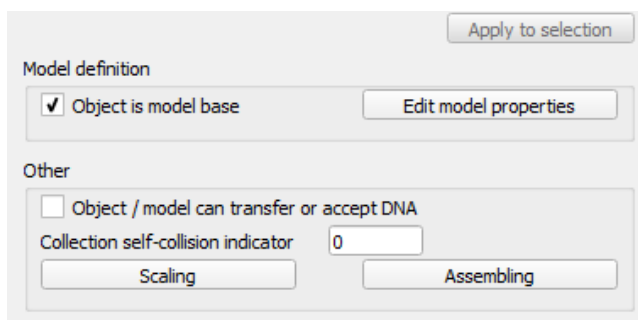 Apply to selection
Model definition
Object is model base Edit model properties
Other
Object / model can transfer or accept DNA
Collection self-collision indicator 0
Scaling Assembling